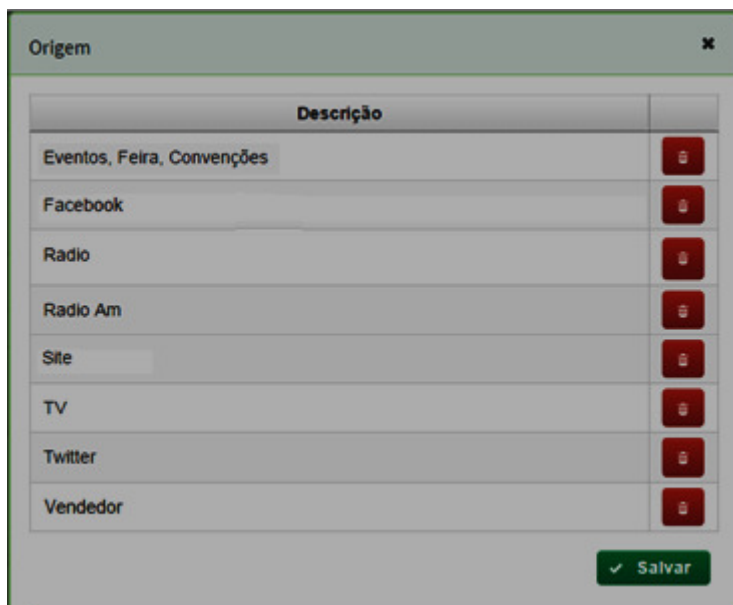 Origem
Descrição
Eventos, Feira, Convenções
Facebook
Radio
Radio Am
Site
TV
Twitter
Vendedor
Salvar